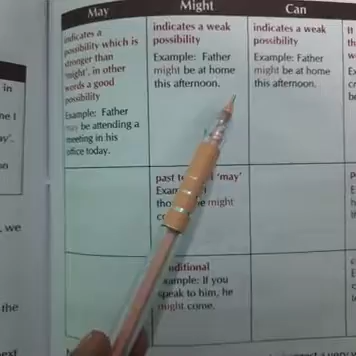 May
indicates a
possibility which is
stronger than
'might', in other
words a good
possibility
Example: Father
may be attending a
meeting in his
office today.
Might
indicates a weak
possibility
Example: Father
might be at home
this afternoon.
past 'may'
might
If you
speak to him, he
might come.
Can
indicates a weak
possibility
Example: Father
might be at home
this afternoon.
in
we
the